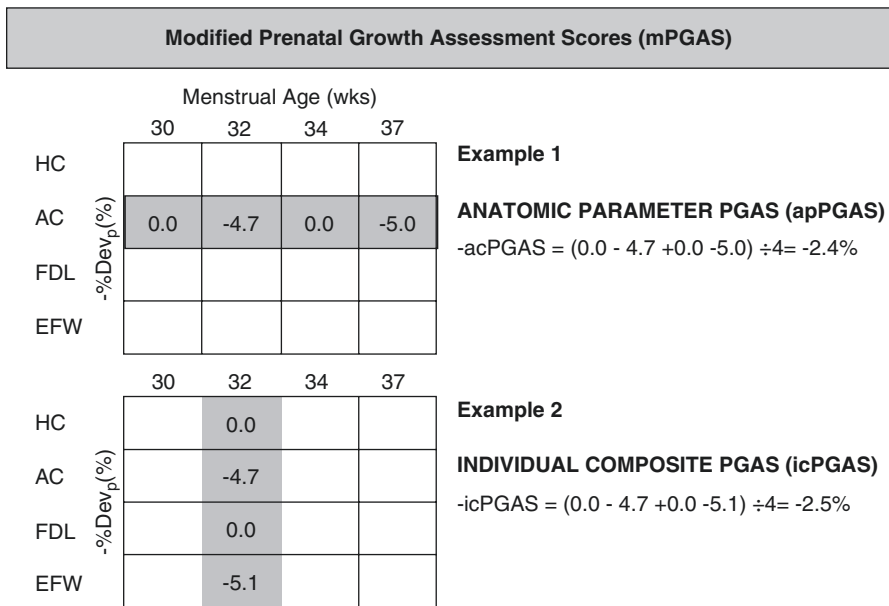 Modified Prenatal Growth Assessment Scores (mPGAS)
Menstrual Age (wks)
30 32 34 37
-%Devp(%)
HC
AC 0.0 -4.7 0.0 -5.0
FDL
EFW
Example 1
ANATOMIC PARAMETER PGAS (apPGAS)
-acPGAS = (0.0 - 4.7 +0.0 -5.0) ÷4= -2.4%
30 32 34 37
-%Devp(%)
HC 0.0
AC -4.7
FDL 0.0
EFW -5.1
Example 2
INDIVIDUAL COMPOSITE PGAS (icPGAS)
-icPGAS = (0.0 - 4.7 +0.0 -5.1) ÷4= -2.5%